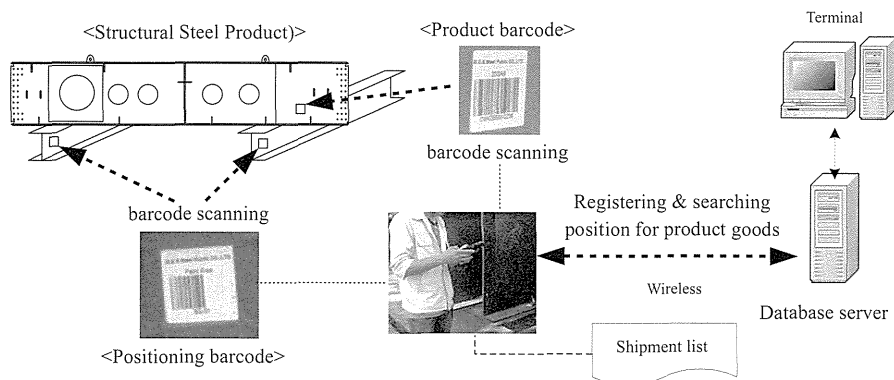 <Structural Steel Product)>
<Product barcode>
Terminal
barcode scanning
barcode scanning
Registering & searching
position for product goods
Wireless
Database server
<Positioning barcode>
Shipment list